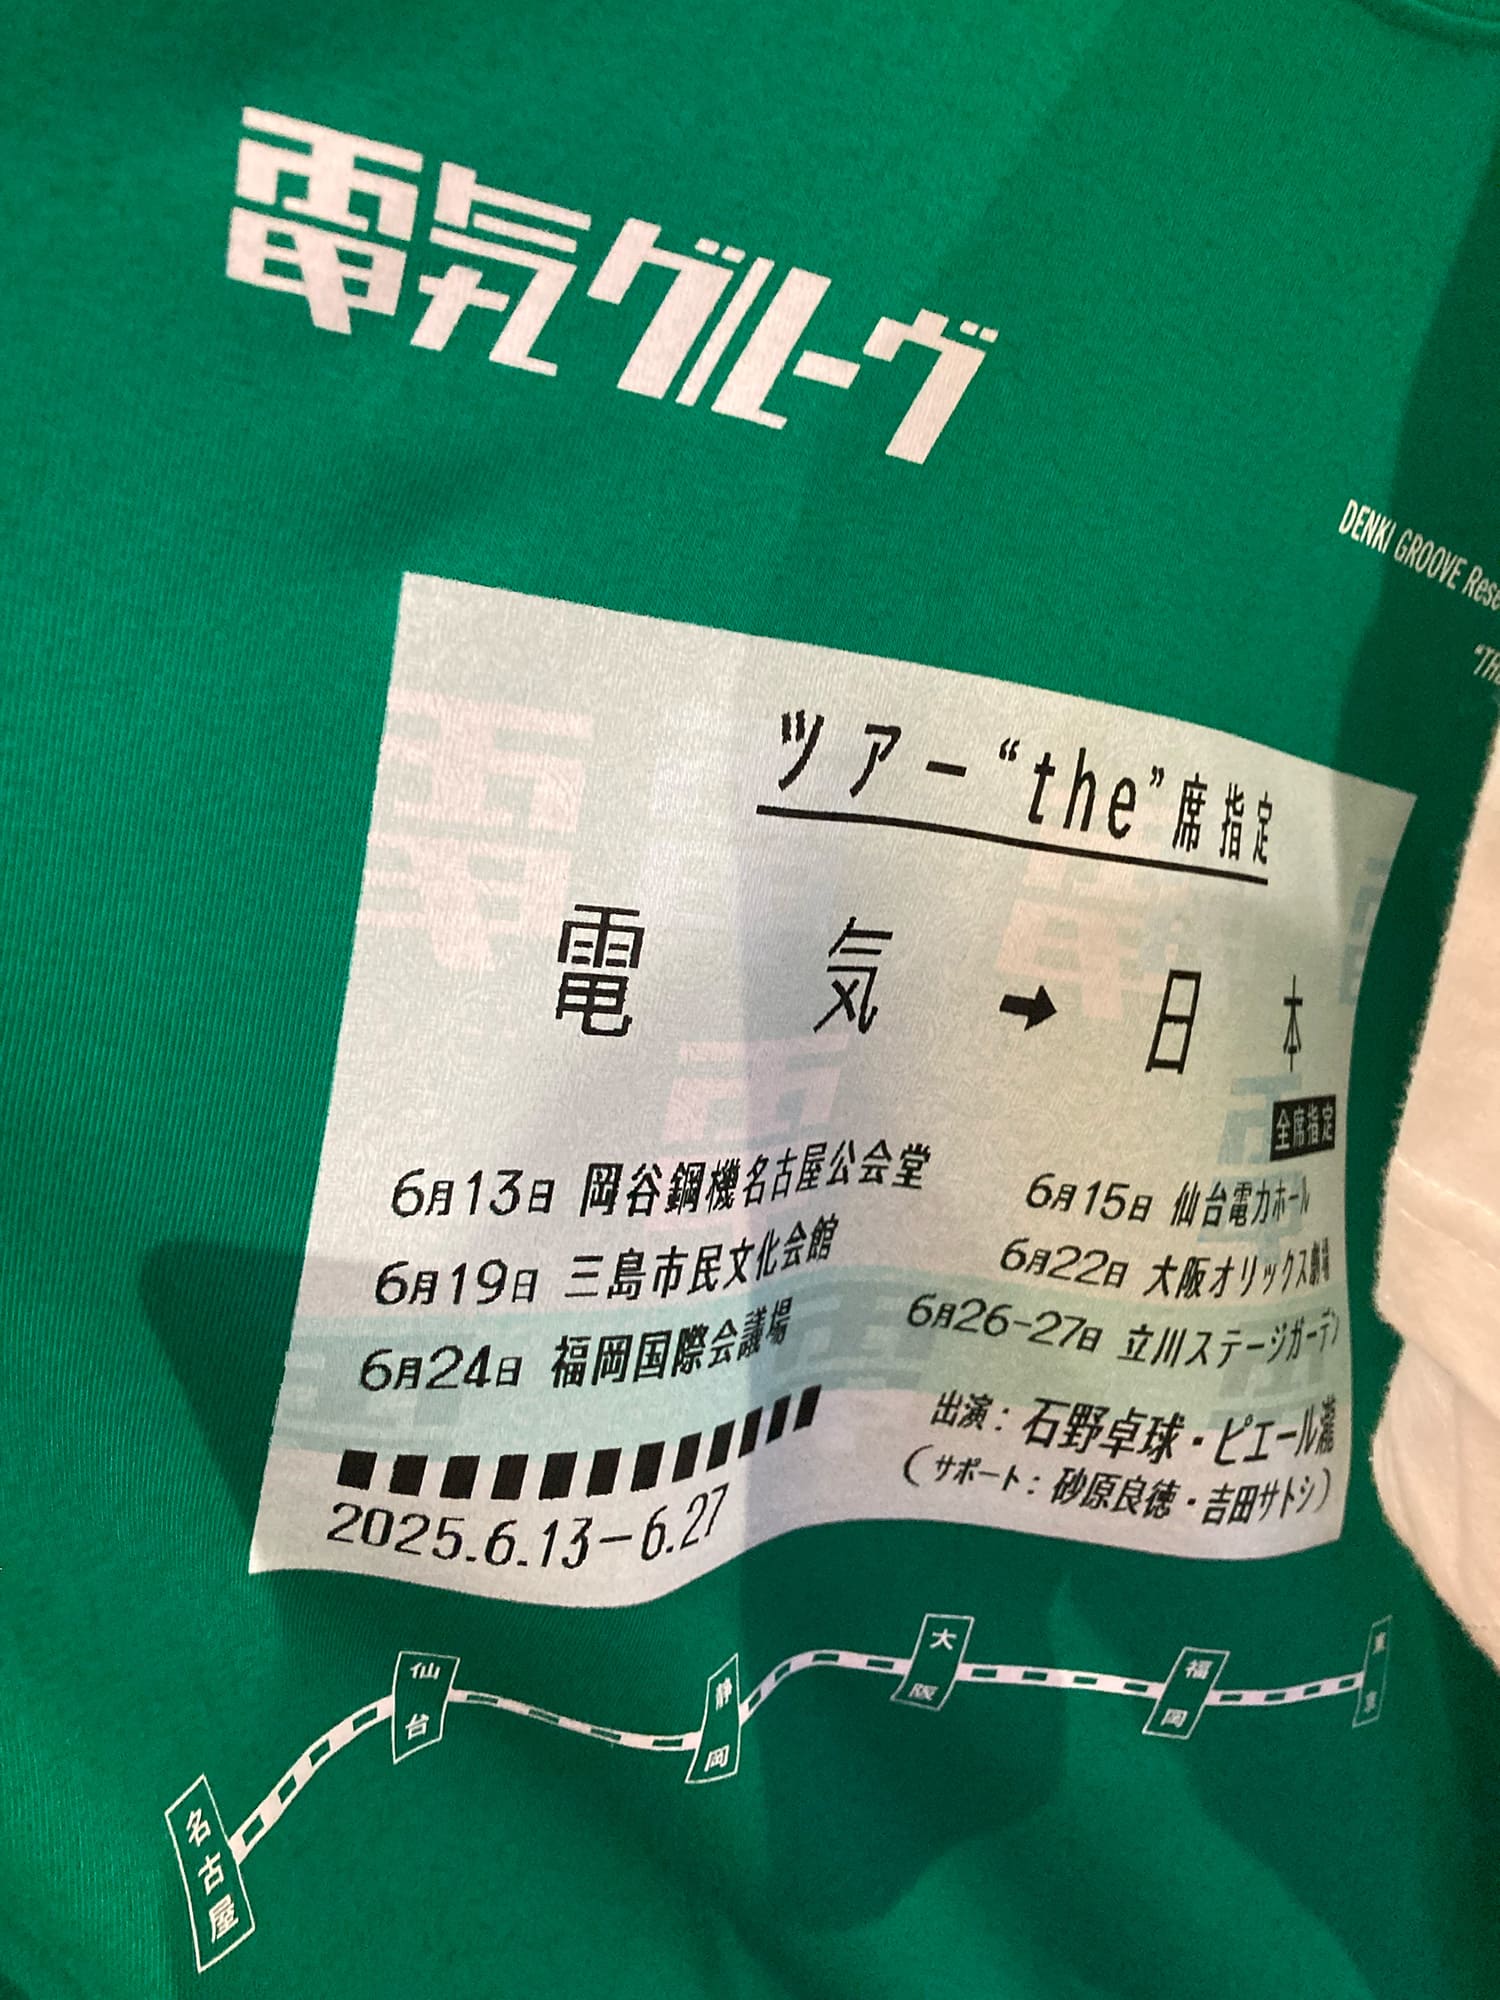 電気グルーヴ
DENKI GROOVE
ツアー“the”席指定
電気→日本
全席指定
6月13日 岡谷鋼機名古屋公会堂
6月15日 仙台電力ホール
6月19日 三島市民文化会館
6月22日 大阪オリックス劇場
6月24日 福岡国際会議場
6月26-27日 立川ステージガーデン
出演：石野卓球・ピエール瀧
（サポート：砂原良徳・吉田サトシ）
2025.6.13-6.27
名古屋
仙台
静岡
大阪
福岡
東京